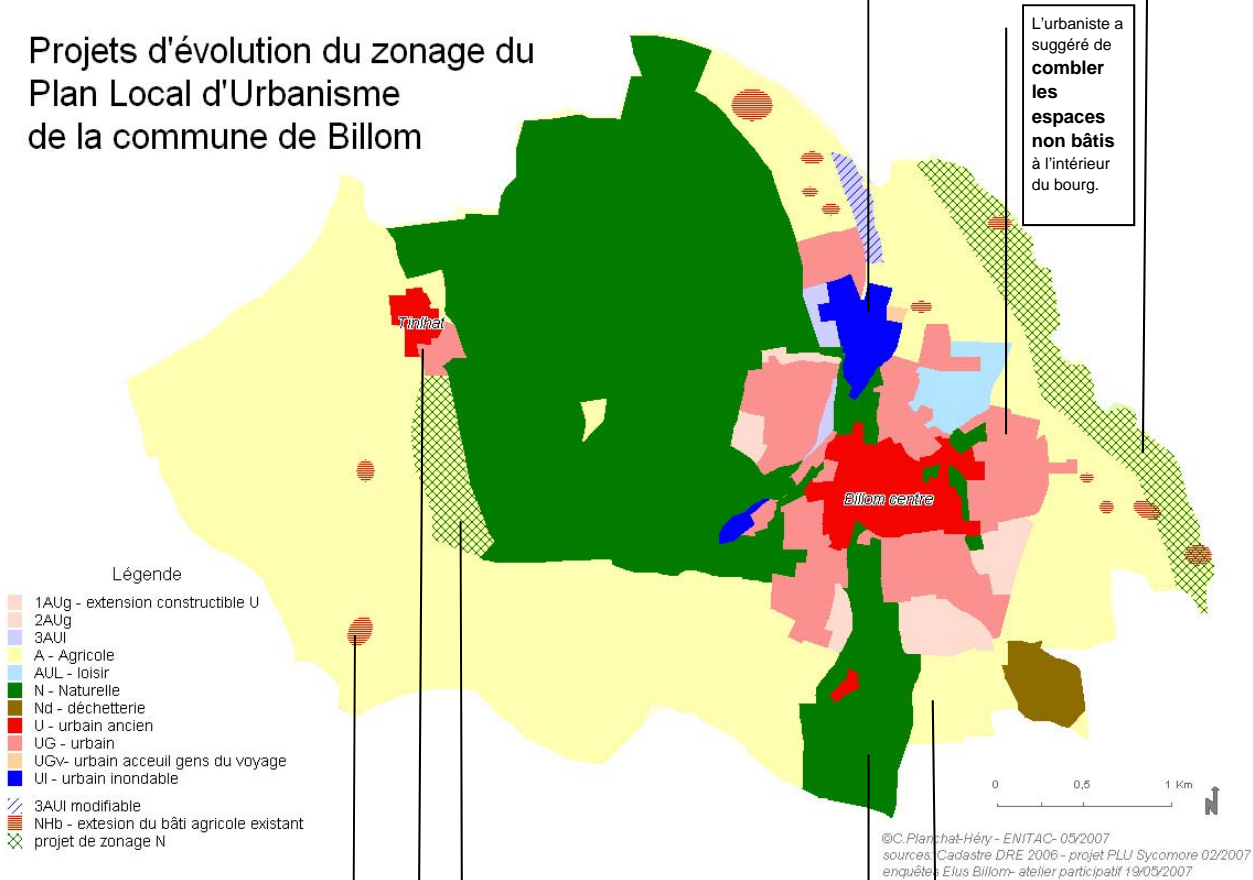 Projets d'évolution du zonage du
Plan Local d'Urbanisme
de la commune de Billom
L'urbaniste a
suggéré de
combler
les
espaces
non bâtis
à l'intérieur
du bourg.
Tinlhat
Billom centre
Légende
1AUg - extension constructible U
2AUg
3AUI
A - Agricole
AUL - loisir
N - Naturelle
Nd - déchetterie
U - urbain ancien
UG - urbain
UGv- urbain acceuil gens du voyage
UI - urbain inondable
3AUI modifiable
NHb - extesion du bâti agricole existant
projet de zonage N
0 0,5 1 Km
N
©C.Planchat-Héry - ENITAC- 05/2007
sources: Cadastre DRE 2006 - projet PLU Sycomore 02/2007
enquêtes Elus Billom- atelier participatif 19/05/2007